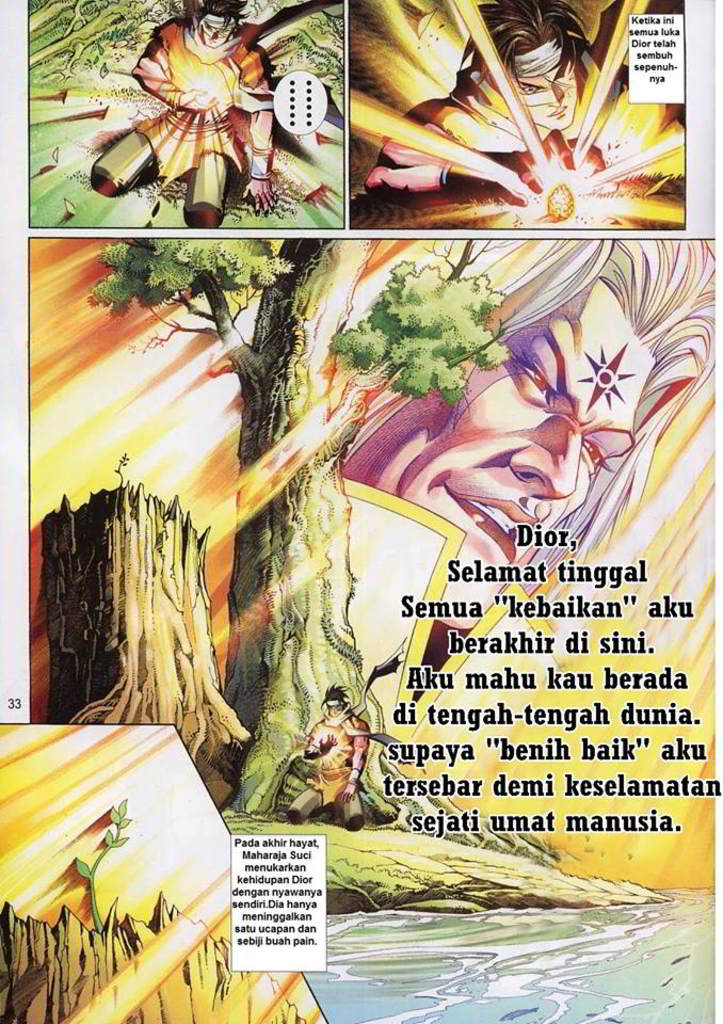 Ketika ini
semua luka
Dior telah
sembuh
sepenuh-
nya
Dior,
Selamat tinggal
Semua "kebaikan" aku
berakhir di sini.
Aku mahu kau berada
di tengah-tengah dunia.
supaya "benih baik" aku
tersebar demi keselamatan
sejati umat manusia.
33
Pada akhir hayat,
Maharaja Suci
menukarkan
kehidupan Dior
dengan nyawanya
sendiri.Dia hanya
meninggalkan
satu ucapan dan
sebiji buah pain.